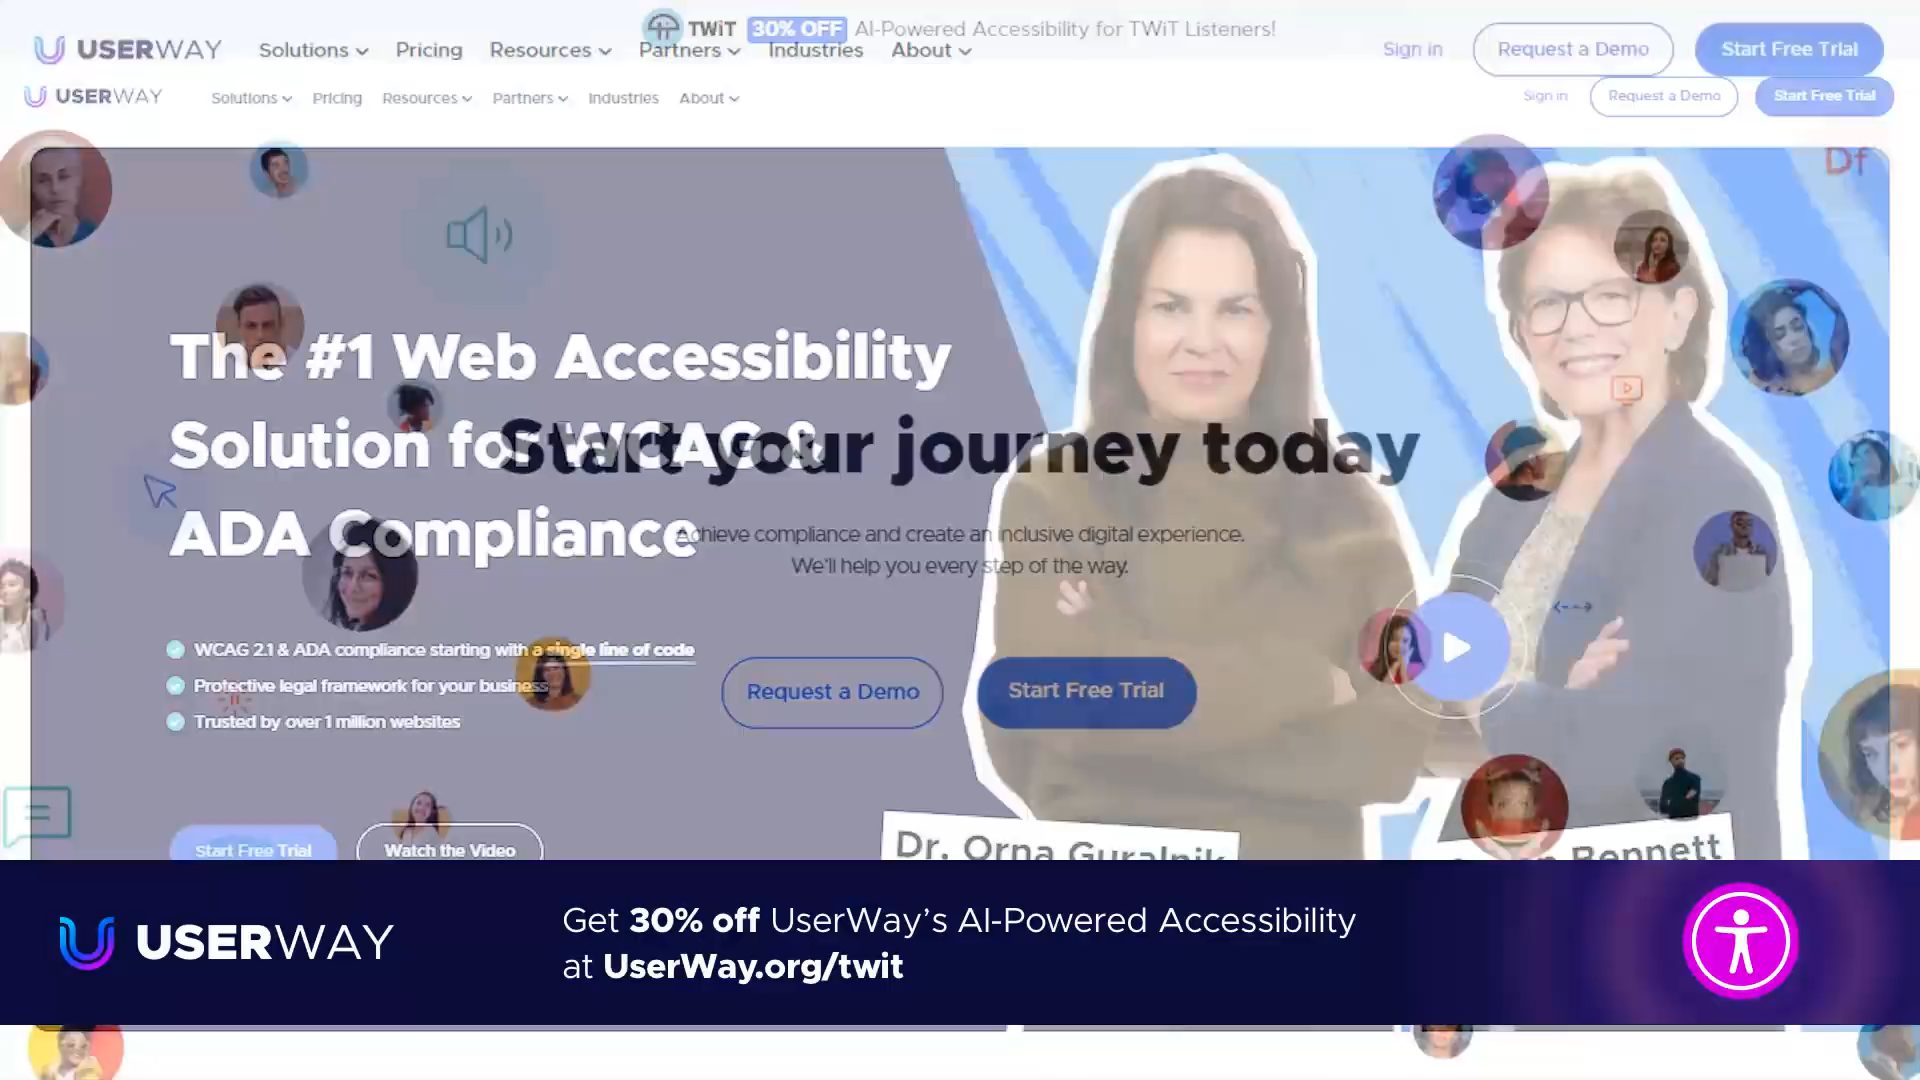 TWiT 30% OFF AI-Powered Accessibility for TWiT Listeners!
USERWAY Solutions Pricing Resources Partners Industries About Sign in Request a Demo Start Free Trial
USERWAY Solutions Pricing Resources Partners Industries About Sign in Request a Demo Start Free Trial
Df
The #1 Web Accessibility
Solution for WCAG &
ADA Compliance
Start your journey today
Achieve compliance and create an inclusive digital experience.
We'll help you every step of the way.
WCAG 2.1 & ADA compliance starting with a single line of code
Protective legal framework for your business
Trusted by over 1 million websites
Request a Demo Start Free Trial
Start Free Trial Watch the Video
Dr. Orna Guralnik
Bennett
USERWAY
Get 30% off UserWay's AI-Powered Accessibility
at UserWay.org/twit